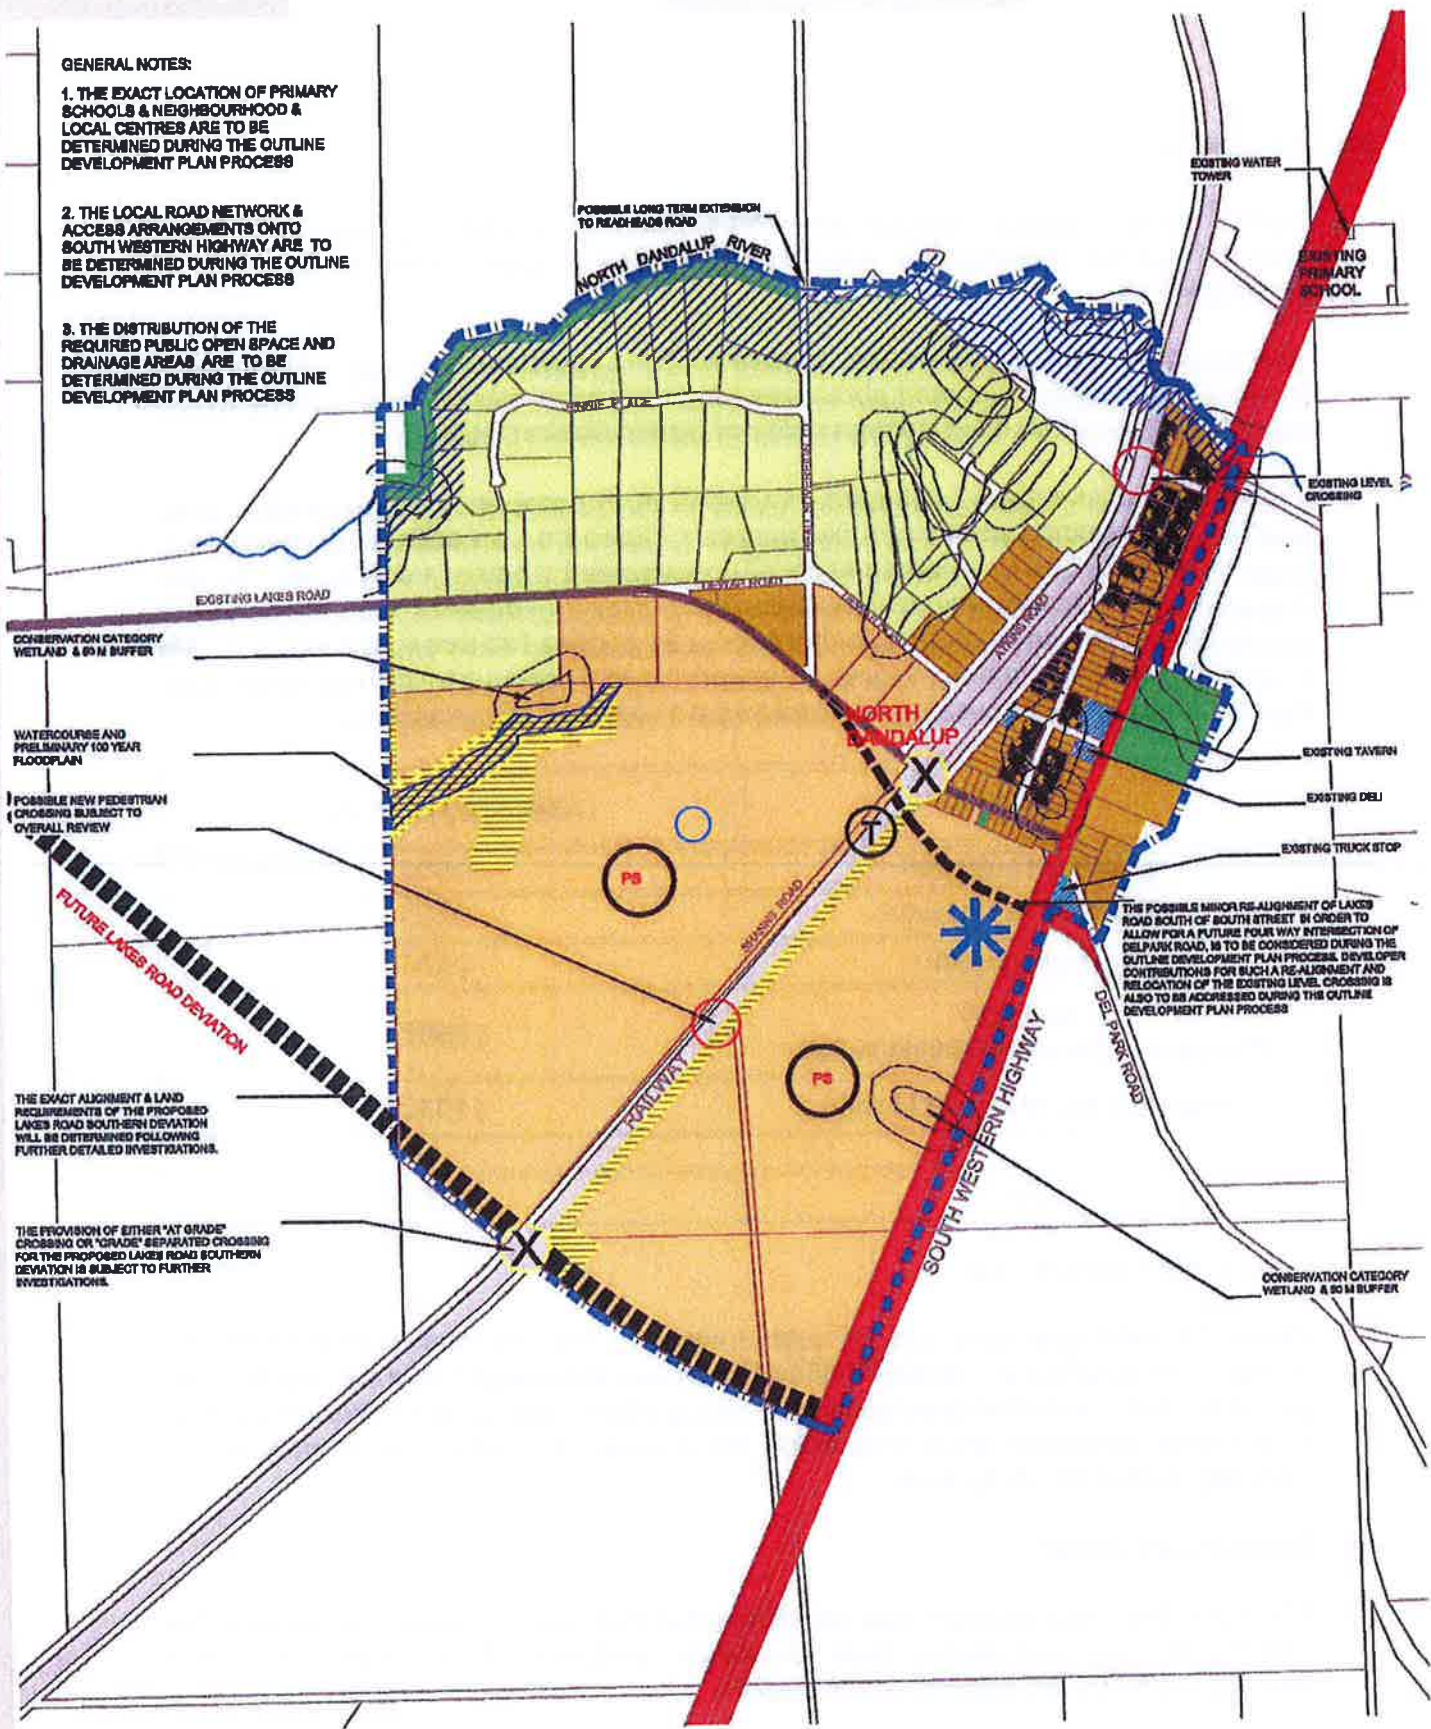 GENERAL NOTES:
1. THE EXACT LOCATION OF PRIMARY
SCHOOLS & NEIGHBOURHOOD &
LOCAL CENTRES ARE TO BE
DETERMINED DURING THE OUTLINE
DEVELOPMENT PLAN PROCESS
2. THE LOCAL ROAD NETWORK &
ACCESS ARRANGEMENTS ONTO
SOUTH WESTERN HIGHWAY ARE TO
BE DETERMINED DURING THE OUTLINE
DEVELOPMENT PLAN PROCESS
3. THE DISTRIBUTION OF THE
REQUIRED PUBLIC OPEN SPACE AND
DRAINAGE AREAS ARE TO BE
DETERMINED DURING THE OUTLINE
DEVELOPMENT PLAN PROCESS
EXISTING WATER
TOWER
POSSIBLE LONG TERM EXTENSION
TO READHEADS ROAD
NORTH DANDALUP RIVER
EXISTING
PRIMARY
SCHOOL
PLACE
EXISTING LEVEL
CROSSING
EXISTING LAKES ROAD
DEWAR ROAD
ATKINS ROAD
CONSERVATION CATEGORY
WETLAND & 50 M BUFFER
NORTH
DANDALUP
WATERCOURSE AND
PRELIMINARY 100 YEAR
FLOODPLAIN
EXISTING TAVERN
X
EXISTING DELI
POSSIBLE NEW PEDESTRIAN
CROSSING SUBJECT TO
OVERALL REVIEW
T
EXISTING TRUCK STOP
PS
THE POSSIBLE MINOR RE-ALIGNMENT OF LAKES
ROAD SOUTH OF SOUTH STREET IN ORDER TO
ALLOW FOR A FUTURE FOUR WAY INTERSECTION OF
DELPARK ROAD, IS TO BE CONSIDERED DURING THE
OUTLINE DEVELOPMENT PLAN PROCESS. DEVELOPER
CONTRIBUTIONS FOR SUCH A RE-ALIGNMENT AND
RELOCATION OF THE EXISTING LEVEL CROSSING IS
ALSO TO BE ADDRESSED DURING THE OUTLINE
DEVELOPMENT PLAN PROCESS
FUTURE LAKES ROAD DEVIATION
SHANNS ROAD
DEL PARK ROAD
RAILWAY
PS
SOUTH WESTERN HIGHWAY
THE EXACT ALIGNMENT & LAND
REQUIREMENTS OF THE PROPOSED
LAKES ROAD SOUTHERN DEVIATION
WILL BE DETERMINED FOLLOWING
FURTHER DETAILED INVESTIGATIONS.
THE PROVISION OF EITHER "AT GRADE"
CROSSING OR "GRADE" SEPARATED CROSSING
FOR THE PROPOSED LAKES ROAD SOUTHERN
DEVIATION IS SUBJECT TO FURTHER
INVESTIGATIONS.
X
CONSERVATION CATEGORY
WETLAND & 50 M BUFFER